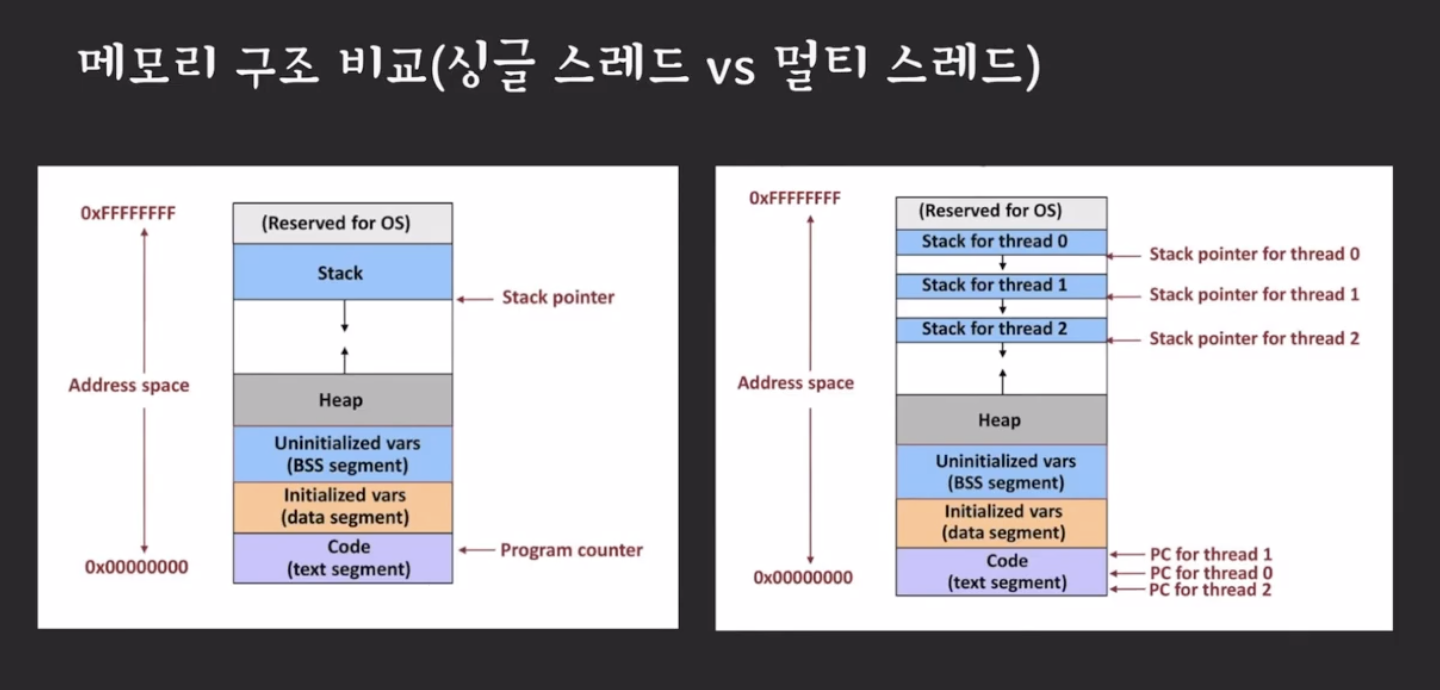 메모리 구조 비교(싱글 스레드 vs 멀티 스레드)
0xFFFFFFFF
(Reserved for OS)
Stack
Stack pointer
Address space
Heap
Uninitialized vars
(BSS segment)
Initialized vars
(data segment)
Code
(text segment)
Program counter
0x00000000
0xFFFFFFFF
(Reserved for OS)
Stack for thread 0
Stack pointer for thread 0
Stack for thread 1
Stack pointer for thread 1
Stack for thread 2
Stack pointer for thread 2
Address space
Heap
Uninitialized vars
(BSS segment)
Initialized vars
(data segment)
Code
(text segment)
PC for thread 1
PC for thread 0
PC for thread 2
0x00000000